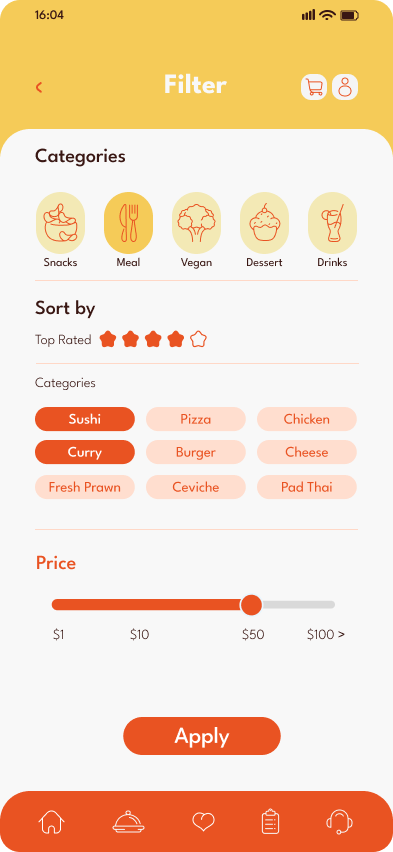 16:04
Filter
Categories
Snacks Meal Vegan Dessert Drinks
Sort by
Top Rated
Categories
Sushi Pizza Chicken
Curry Burger Cheese
Fresh Prawn Ceviche Pad Thai
Price
$1 $10 $50 $100 >
Apply